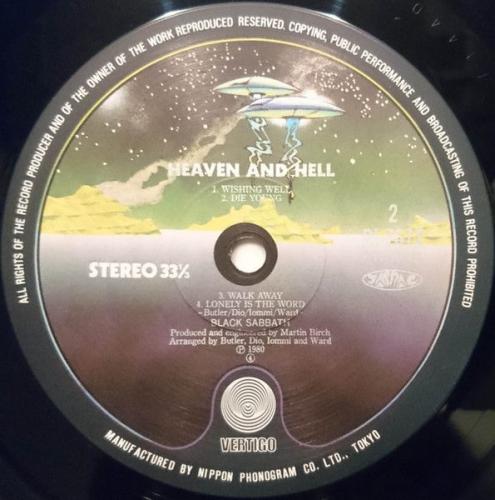 ALL RIGHTS OF THE RECORD PRODUCER AND OF THE OWNER OF THE WORK REPRODUCED RESERVED. COPYING, PUBLIC PERFORMANCE AND BROADCASTING OF THIS RECORD PROHIBITED
HEAVEN AND HELL
1. WISHING WELL
2. DIE YOUNG
2
STEREO 33⅓
3. WALK AWAY
4. LONELY IS THE WORD
-Butler/Dio/Iommi/Ward-
BLACK SABBATH
Produced and engineered by Martin Birch
Arranged by Butler, Dio, Iommi and Ward
℗ 1980
VERTIGO
MANUFACTURED BY NIPPON PHONOGRAM CO. LTD., TOKYO